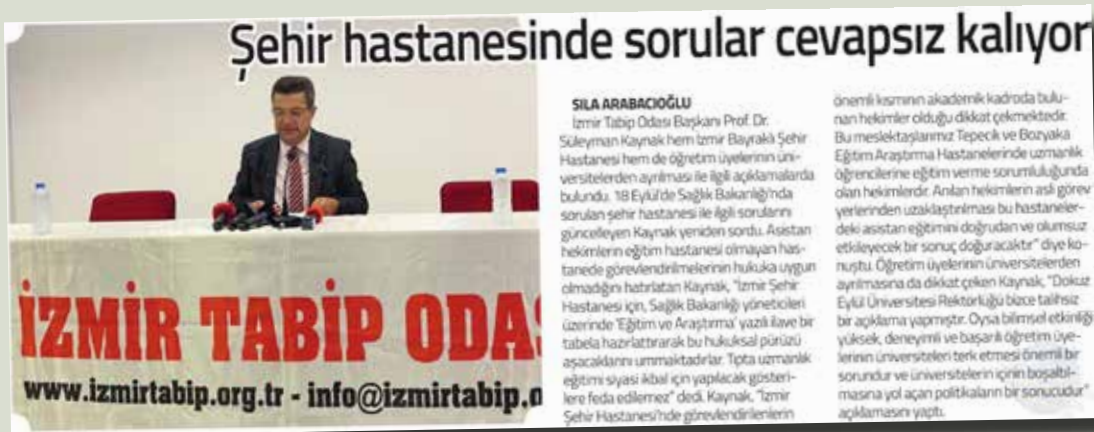 Şehir hastanesinde sorular cevapsız kalıyor
İZMİR TABİP ODAS
www.izmirtabip.org.tr - info@izmirtabip.o
SILA ARABACIOĞLU
İzmir Tabip Odası Başkanı Prof. Dr.
Süleyman Kaynak hem İzmir Bayraklı Şehir
Hastanesi hem de öğretim üyelerinin üni-
versitelerden ayrılması ile ilgili açıklamalarda
bulundu. 18 Eylül'de Sağlık Bakanlığı'nda
sorulan şehir hastanesi ile ilgili sorularını
güncelleyen Kaynak yeniden sordu. Asistan
hekimlerin eğitim hastanesi olmayan has-
tanede görevlendirilmelerinin hukuka uygun
olmadığın hatırlatan Kaynak, "İzmir Şehir
Hastanesi için, Sağlık Bakanlığı yöneticileri
üzerinde 'Eğitim ve Araştırma' yazılı ilave bir
tabela hazırlattırarak bu hukuksal pürüzü
aşacaklarını ummaktadırlar. Tıpta uzmanlık
eğitimi siyasi ikbal için yapılacak gösteri-
lere feda edilemez" dedi. Kaynak, "İzmir
Şehir Hastanesi'nde görevlendirilenlerin
önemli kısmının akademik kadroda bulu-
nan hekimler olduğu dikkat çekmektedir.
Bu meslektaşlarımız Tepecik ve Bozyaka
Eğitim Araştırma Hastanelerinde uzmanlık
öğrencilerine eğitim verme sorumluluğunda
olan hekimlerdir. Anılan hekimlerin asli görev
yerlerinden uzaklaştırılması bu hastaneler-
deki asistan eğitimini doğrudan ve olumsuz
etkileyecek bir sonuç doğuracaktır" diye ko-
nuştu. Öğretim üyelerinin üniversitelerden
ayrılmasına da dikkat çeken Kaynak, "Dokuz
Eylül Üniversitesi Rektörlüğü bizce talihsiz
bir açıklama yapmıştır. Oysa bilimsel etkinliği
yüksek, deneyimli ve başarılı öğretim üye-
lerinin üniversiteleri terk etmesi önemli bir
sorundur ve üniversitelerin içinin boşaltıl-
masına yol açan politikaların bir sonucudur"
açıklamasını yaptı.